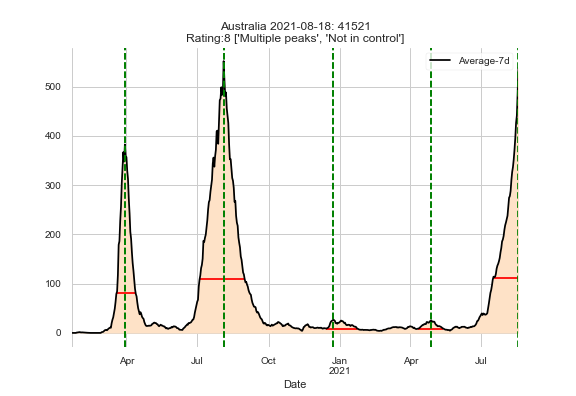 Australia 2021-08-18: 41521
Rating:8 ['Multiple peaks', 'Not in control']
Average-7d
500
400
300
200
100
0
Apr
Jul
Oct
Jan
2021
Apr
Jul
Date